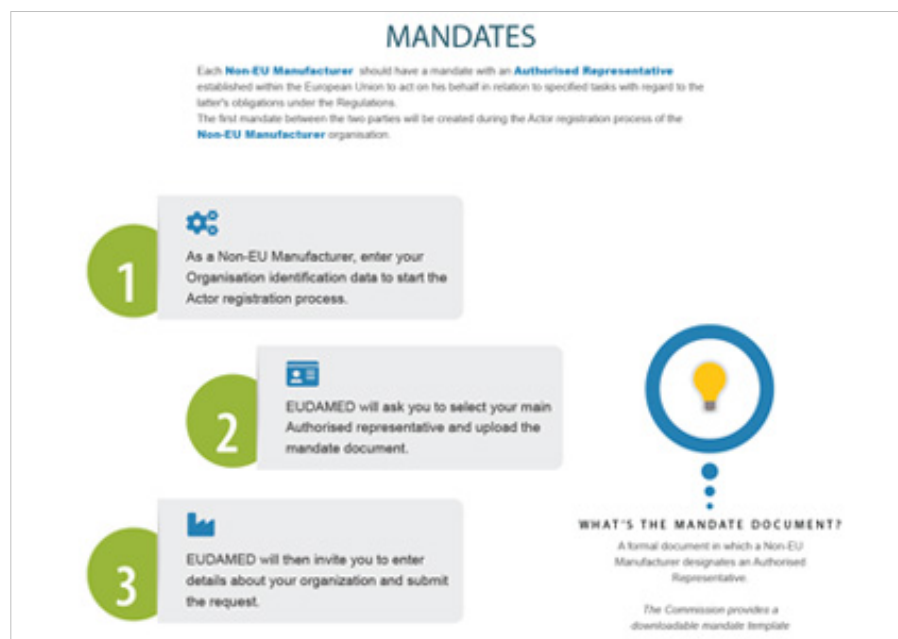 MANDATES
Each Non-EU Manufacturer should have a mandate with an Authorised Representative
established within the European Union to act on his behalf in relation to specified tasks with regard to the
latter's obligations under the Regulations.
The first mandate between the two parties will be created during the Actor registration process of the
Non-EU Manufacturer organisation.
1
As a Non-EU Manufacturer, enter your
Organisation identification data to start the
Actor registration process.
2
EUDAMED will ask you to select your main
Authorised representative and upload the
mandate document.
3
EUDAMED will then invite you to enter
details about your organization and submit
the request.
WHAT'S THE MANDATE DOCUMENT?
A formal document in which a Non-EU
Manufacturer designates an Authorised
Representative.
The Commission provides a
downloadable mandate template